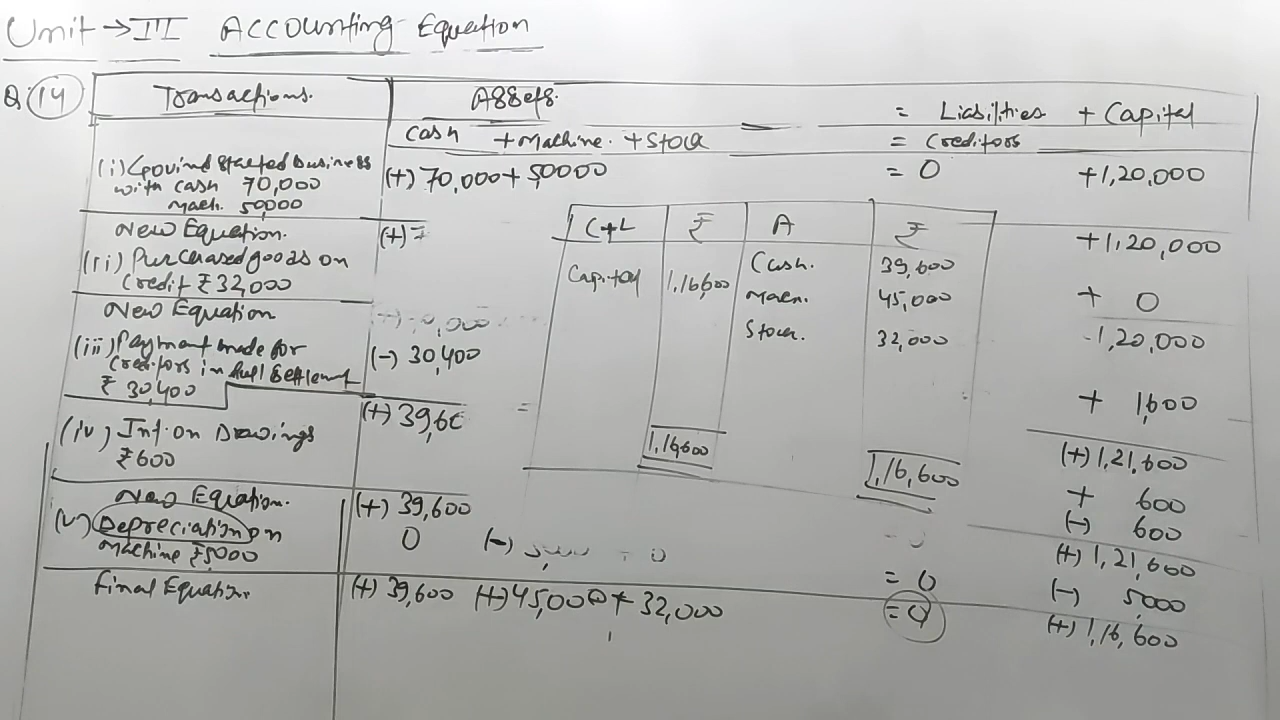 Unit → III Accounting Equation
Q. 14
Transactions. Assets. = Liabilities + Capital
Cash + Machine. + Stock = Creditors
(i) Govind Started Business (+) 70,000 + 50000 = 0 +1,20,000
with cash 70,000
Mach. 50,000
New Equation. (+) +1,20,000
(ii) Purchased goods on
Credit ₹ 32,000 + 0
New Equation 1,20,000
(iii) Payment made for (-) 30,400
Creditors in full Settlement
₹ 30,400 + 1,600
(+) 39,60 = (+) 1,21,600
(iv) Int. on Drawings + 600
₹ 600 (-) 600
New Equation. (+) 39,600 (+) 1,21,600
(v) Depreciation on 0 (-) 0 = 0 (-) 5,000
Machine ₹ 5000
Final Equation. (+) 39,600 (+) 45,000 + 32,000 = 0 (+) 1,16,600
C+L ₹ A ₹
Capital 1,16,600 Cash. 39,600
Mach. 45,000
Stock. 32,000
1,16,600 1,16,600